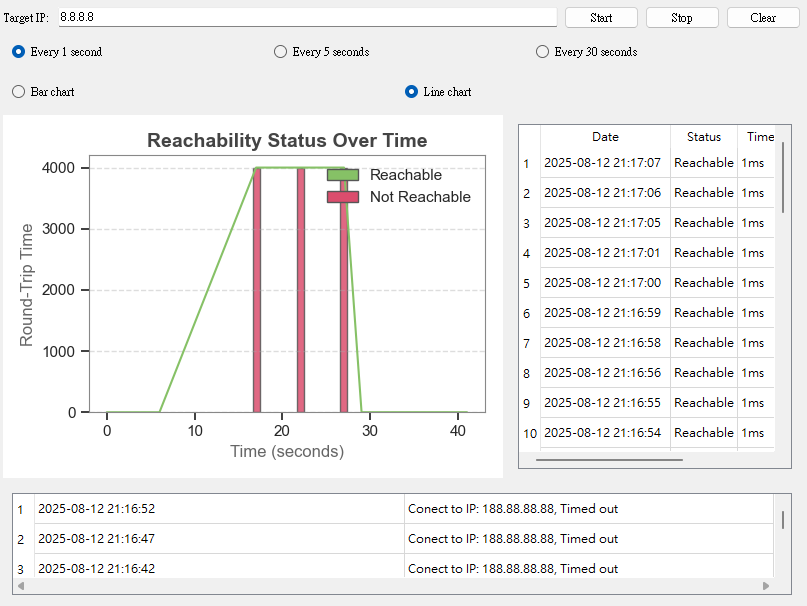 Target IP: 8.8.8.8 Start Stop Clear
Every 1 second Every 5 seconds Every 30 seconds
Bar chart Line chart
Reachability Status Over Time
Reachable
Not Reachable
Round-Trip Time
4000
3000
2000
1000
0
0 10 20 30 40
Time (seconds)
Date Status Time
1 2025-08-12 21:17:07 Reachable 1ms
2 2025-08-12 21:17:06 Reachable 1ms
3 2025-08-12 21:17:05 Reachable 1ms
4 2025-08-12 21:17:01 Reachable 1ms
5 2025-08-12 21:17:00 Reachable 1ms
6 2025-08-12 21:16:59 Reachable 1ms
7 2025-08-12 21:16:58 Reachable 1ms
8 2025-08-12 21:16:56 Reachable 1ms
9 2025-08-12 21:16:55 Reachable 1ms
10 2025-08-12 21:16:54 Reachable 1ms
1 2025-08-12 21:16:52 Conect to IP: 188.88.88.88, Timed out
2 2025-08-12 21:16:47 Conect to IP: 188.88.88.88, Timed out
3 2025-08-12 21:16:42 Conect to IP: 188.88.88.88, Timed out